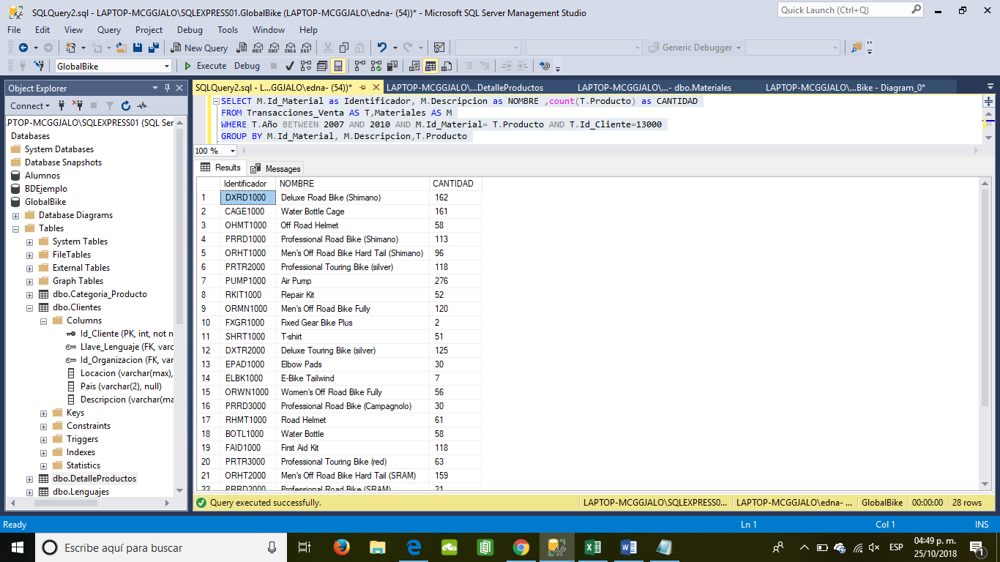 SQLQuery2.sql - LAPTOP-MCGGJALO\SQLEXPRESS01.GlobalBike (LAPTOP-MCGGJALO\edna- (54))* - Microsoft SQL Server Management Studio
Quick Launch (Ctrl+Q)
File Edit View Query Project Debug Tools Window Help
New Query MDX DMX XMLA DAX Generic Debugger
GlobalBike Execute Debug
Object Explorer
Connect
.PTOP-MCGGJALO\SQLEXPRESS01 (SQL Ser
Databases
System Databases
Database Snapshots
Alumnos
BDEjemplo
GlobalBike
Database Diagrams
Tables
System Tables
FileTables
External Tables
Graph Tables
dbo.Categoria_Producto
dbo.Clientes
Columns
Id_Cliente (PK, int, not n
Llave_Lenguaje (FK, varc
Id_Organizacion (FK, var
Locacion (varchar(max),
Pais (varchar(2), null)
Descripcion (varchar(ma
Keys
Constraints
Triggers
Indexes
Statistics
dbo.DetalleProductos
dbo.Lenguajes
SQLQuery2.sql - L...GGJALO\edna- (54))* LAPTOP-MCGGJALO\...DetalleProductos LAPTOP-MCGGJALO\...- dbo.Materiales LAPTOP-MCGGJALO\...Bike - Diagram_0*
SELECT M.Id_Material as Identificador, M.Descripcion as NOMBRE ,count(T.Producto) as CANTIDAD
FROM Transacciones_Venta AS T,Materiales AS M
WHERE T.Año BETWEEN 2007 AND 2010 AND M.Id_Material= T.Producto AND T.Id_Cliente=13000
GROUP BY M.Id_Material, M.Descripcion,T.Producto
100 %
Results Messages
Identificador NOMBRE CANTIDAD
1 DXRD1000 Deluxe Road Bike (Shimano) 162
2 CAGE1000 Water Bottle Cage 161
3 OHMT1000 Off Road Helmet 58
4 PRRD1000 Professional Road Bike (Shimano) 113
5 ORHT1000 Men's Off Road Bike Hard Tail (Shimano) 96
6 PRTR2000 Professional Touring Bike (silver) 118
7 PUMP1000 Air Pump 276
8 RKIT1000 Repair Kit 52
9 ORMN1000 Men's Off Road Bike Fully 120
10 FXGR1000 Fixed Gear Bike Plus 2
11 SHRT1000 T-shirt 51
12 DXTR2000 Deluxe Touring Bike (silver) 125
13 EPAD1000 Elbow Pads 30
14 ELBK1000 E-Bike Tailwind 7
15 ORWN1000 Women's Off Road Bike Fully 56
16 PRRD3000 Professional Road Bike (Campagnolo) 30
17 RHMT1000 Road Helmet 61
18 BOTL1000 Water Bottle 58
19 FAID1000 First Aid Kit 118
20 PRTR3000 Professional Touring Bike (red) 63
21 ORHT2000 Men's Off Road Bike Hard Tail (SRAM) 159
22 PRRD2000 Professional Road Bike (SRAM) 21
Query executed successfully. LAPTOP-MCGGJALO\SQLEXPRESS0... LAPTOP-MCGGJALO\edna- ... GlobalBike 00:00:00 28 rows
Ready Ln 1 Col 1 INS
Escribe aquí para buscar ESP 04:49 p. m.
25/10/2018 1